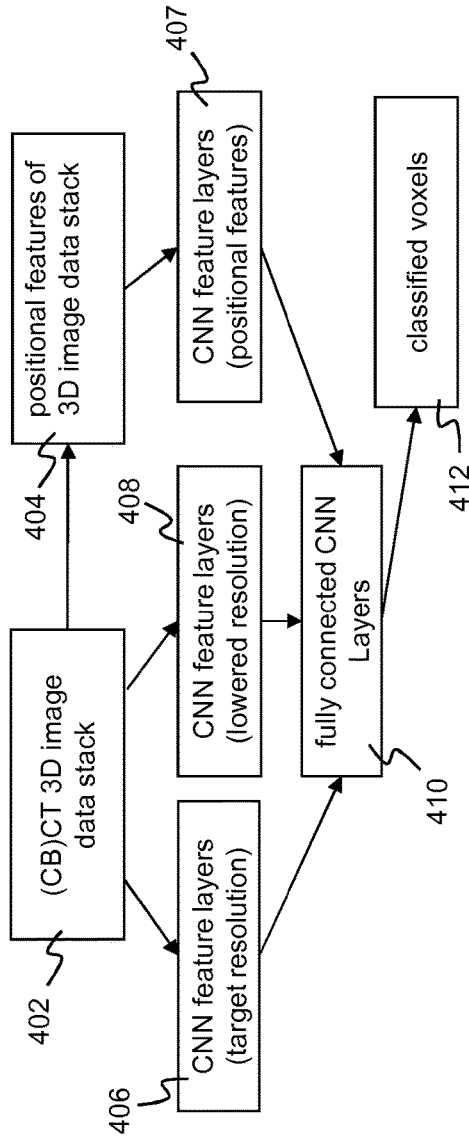 402
(CB)CT 3D image
data stack
404
positional features of
3D image data stack
406
CNN feature layers
(target resolution)
408
CNN feature layers
(lowered resolution)
407
CNN feature layers
(positional features)
410
fully connected CNN
Layers
412
classified voxels